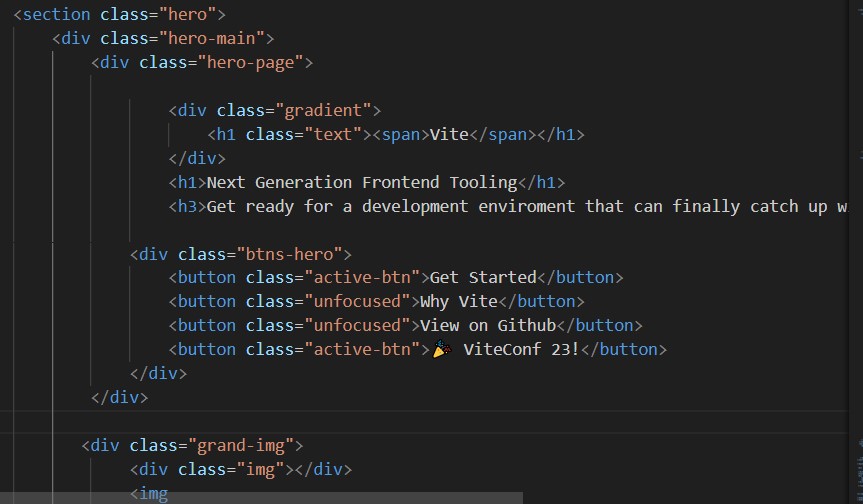 <section class="hero">
<div class="hero-main">
<div class="hero-page">
<div class="gradient">
<h1 class="text"><span>Vite</span></h1>
</div>
<h1>Next Generation Frontend Tooling</h1>
<h3>Get ready for a development enviroment that can finally catch up w
<div class="btns-hero">
<button class="active-btn">Get Started</button>
<button class="unfocused">Why Vite</button>
<button class="unfocused">View on Github</button>
<button class="active-btn">🎉 ViteConf 23!</button>
</div>
</div>
<div class="grand-img">
<div class="img"></div>
<img